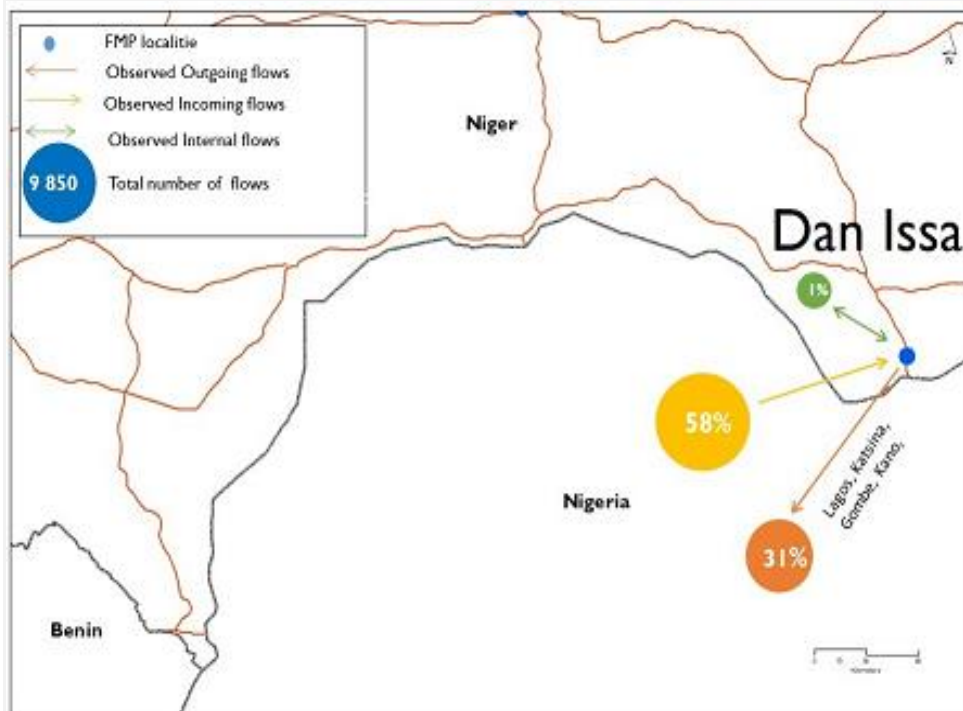 FMP localitie
Observed Outgoing flows
Observed Incoming flows
Observed Internal flows
9 850
Total number of flows
N
Niger
Dan Issa
1%
58%
Lagos, Katsina,
Gombe, Kano,
Nigeria
31%
Benin